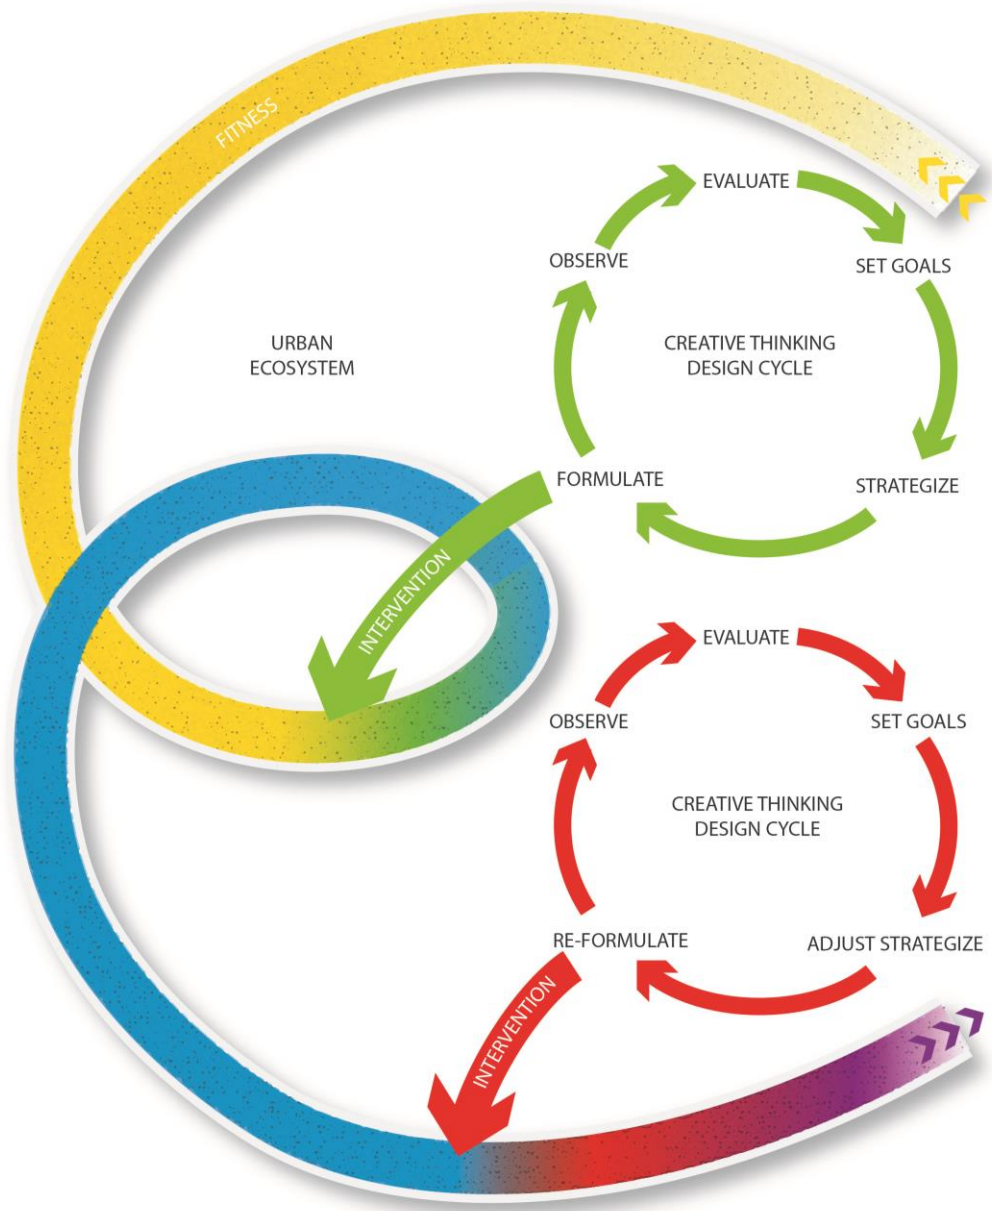 FITNESS
EVALUATE
OBSERVE
SET GOALS
URBAN
ECOSYSTEM
CREATIVE THINKING
DESIGN CYCLE
FORMULATE
STRATEGIZE
INTERVENTION
EVALUATE
OBSERVE
SET GOALS
CREATIVE THINKING
DESIGN CYCLE
RE-FORMULATE
ADJUST STRATEGIZE
INTERVENTION